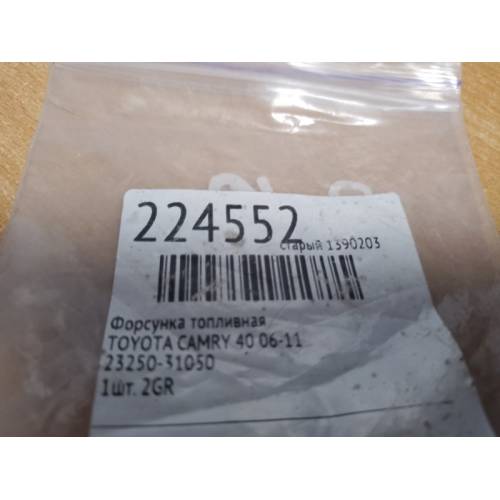 224552
старый 1390203
Форсунка топливная
TOYOTA CAMRY 40 06-11
23250-31050
1шт. 2GR